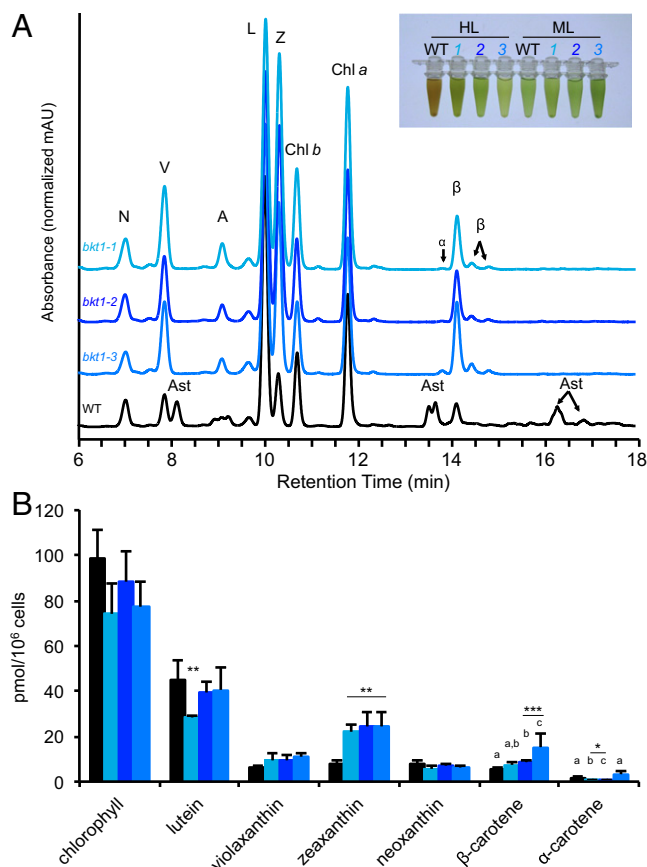 A
HL ML
WT 1 2 3 WT 1 2 3
L
Z
Chl a
Chl b
V
N
A
β
α
β
bkt1-1
bkt1-2
bkt1-3
WT
Ast
Ast
Ast
Absorbance (normalized mAU)
6 8 10 12 14 16 18
Retention Time (min)
B
120
100
80
60
40
20
0
pmol/10⁶ cells
**
**
***
*
a a,b b c
a b c a
chlorophyll
lutein
violaxanthin
zeaxanthin
neoxanthin
β-carotene
α-carotene